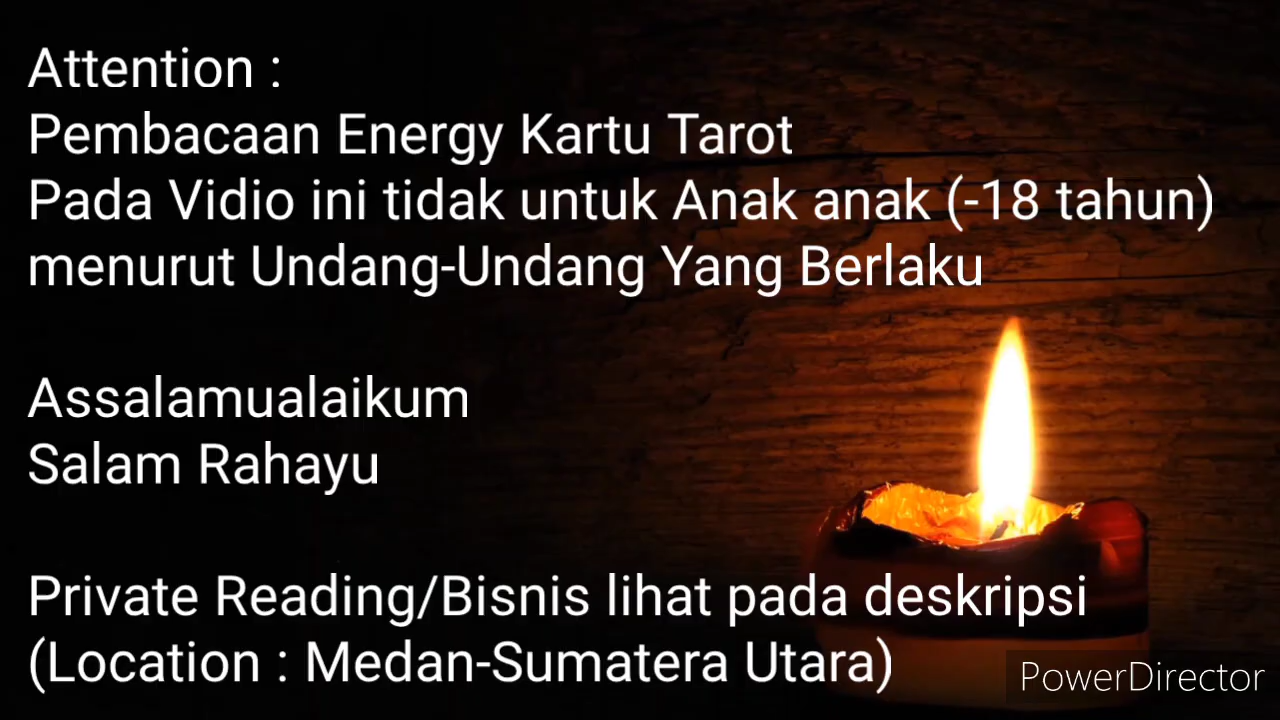 Attention :
Pembacaan Energy Kartu Tarot
Pada Vidio ini tidak untuk Anak anak (-18 tahun)
menurut Undang-Undang Yang Berlaku
Assalamualaikum
Salam Rahayu
Private Reading/Bisnis lihat pada deskripsi
(Location : Medan-Sumatera Utara)
PowerDirector